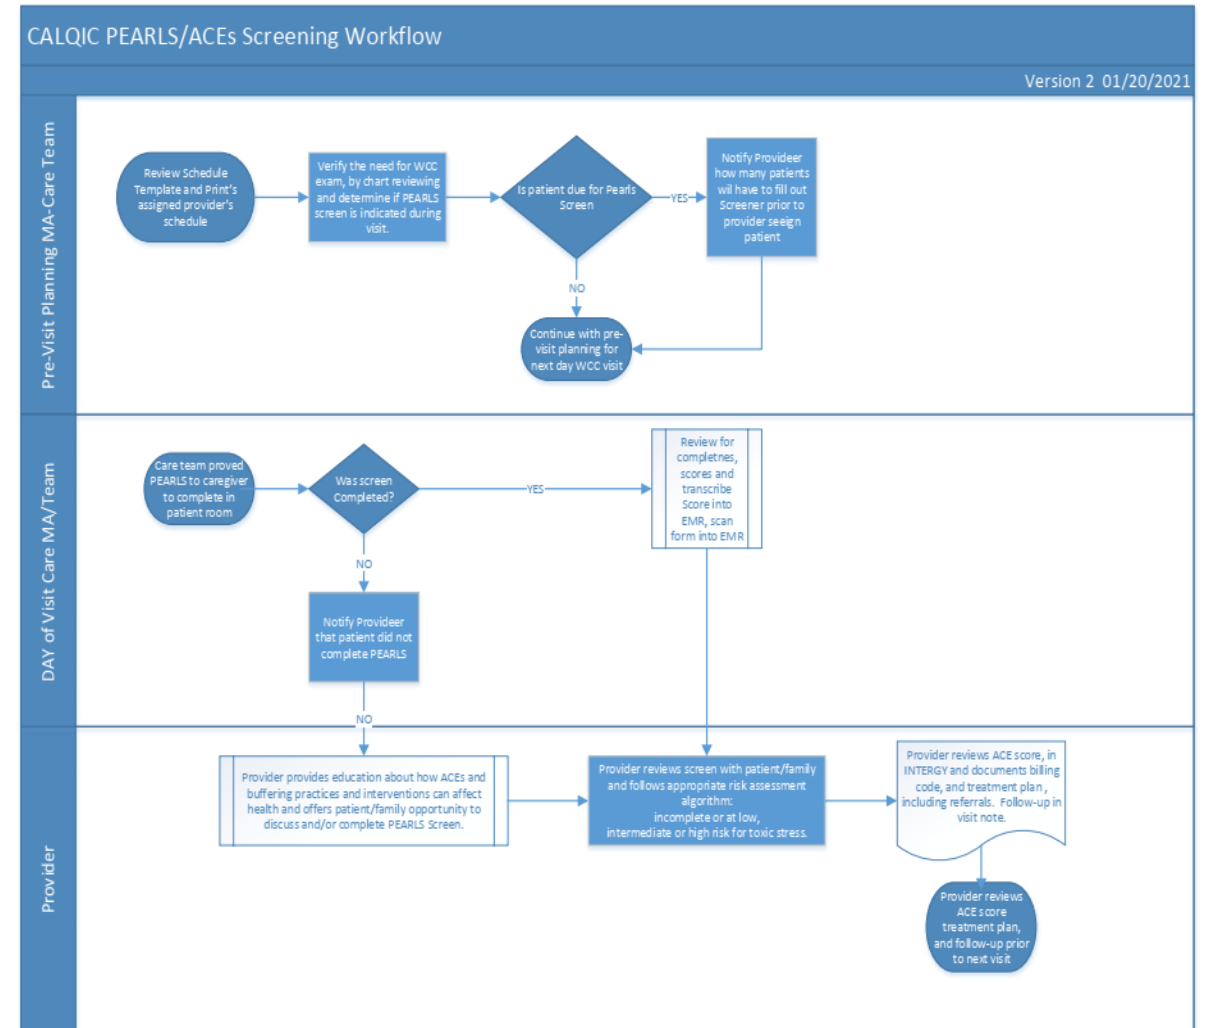 CALQIC PEARLS/ACEs Screening Workflow
Version 2 01/20/2021
Pre-Visit Planning MA-Care Team
Review Schedule
Template and Print's
assigned provider's
schedule
Verify the need for WCC
exam, by chart reviewing
and determine if PEARLS
screen is indicated during
visit.
Is patient due for Pearls
Screen
YES
Notify Provideer
how many patients
wil have to fill out
Screener prior to
provider seeign
patient
NO
Continue with pre-
visit planning for
next day WCC visit
DAY of Visit Care MA/Team
Care team proved
PEARLS to caregiver
to complete in
patient room
Was screen
Completed?
YES
Review for
completnes,
scores and
transcribe
Score into
EMR, scan
form into EMR
NO
Notify Provideer
that patient did not
complete PEARLS
NO
Provider
Provider provides education about how ACEs and
buffering practices and interventions can affect
health and offers patient/family opportunity to
discuss and/or complete PEARLS Screen.
Provider reviews screen with patient/family
and follows appropriate risk assessment
algorithm:
incomplete or at low,
intermediate or high risk for toxic stress.
Provider reviews ACE score, in
INTERGY and documents billing
code, and treatment plan ,
including referrals. Follow-up in
visit note.
Provider reviews
ACE score
treatment plan,
and follow-up prior
to next visit